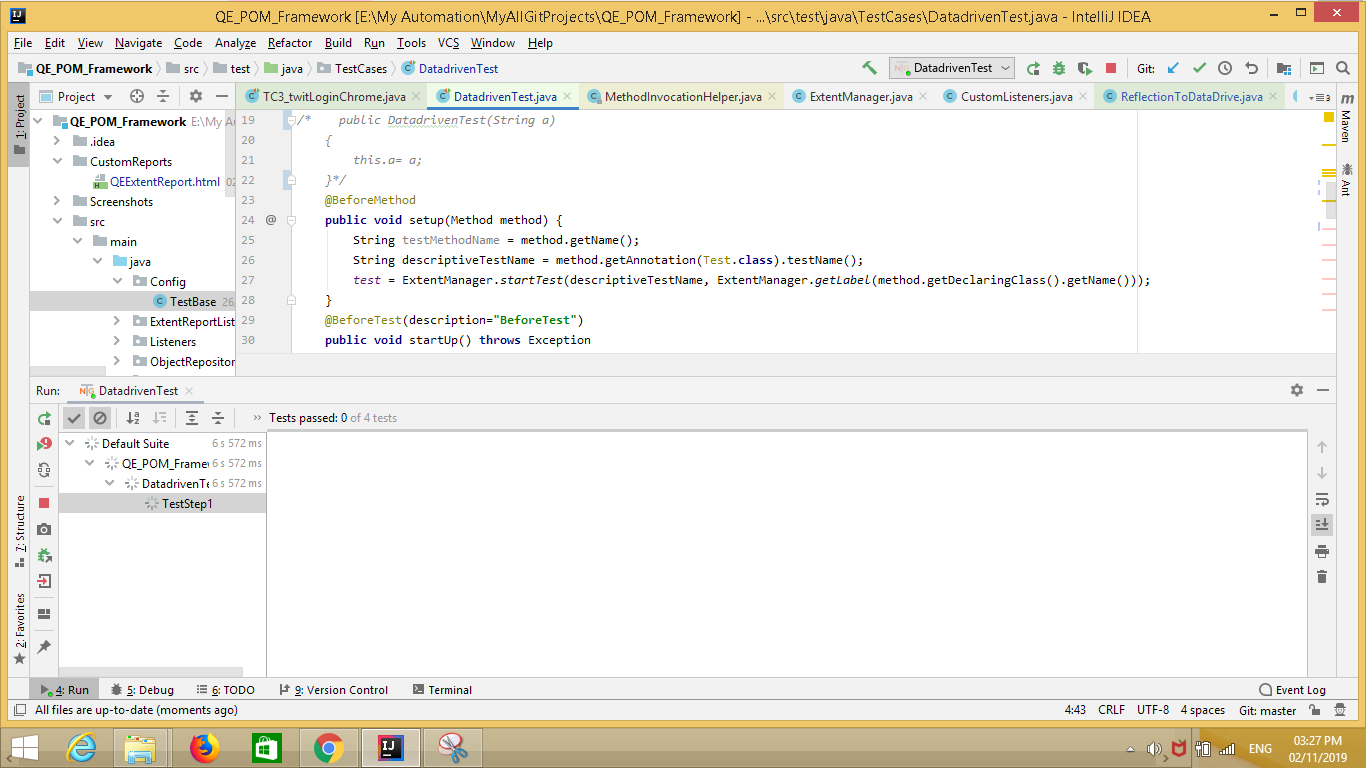 QE_POM_Framework [E:\My Automation\MyAllGitProjects\QE_POM_Framework] - ...\src\test\java\TestCases\DatadrivenTest.java - IntelliJ IDEA
File Edit View Navigate Code Analyze Refactor Build Run Tools VCS Window Help
QE_POM_Framework src test java TestCases DatadrivenTest DatadrivenTest Git:
1: Project
Project
TC3_twitLoginChrome.java DatadrivenTest.java MethodInvocationHelper.java ExtentManager.java CustomListeners.java ReflectionToDataDrive.java 3
QE_POM_Framework E:\My A
.idea
CustomReports
QEExtentReport.html 02
Screenshots
src
main
java
Config
TestBase 26
ExtentReportList
Listeners
ObjectRepositor
19 /* public DatadrivenTest(String a)
20 {
21 this.a= a;
22 }*/
23 @BeforeMethod
24 @ public void setup(Method method) {
25 String testMethodName = method.getName();
26 String descriptiveTestName = method.getAnnotation(Test.class).testName();
27 test = ExtentManager.startTest(descriptiveTestName, ExtentManager.getLabel(method.getDeclaringClass().getName()));
28 }
29 @BeforeTest(description="BeforeTest")
30 public void startUp() throws Exception
Maven
Ant
Run: DatadrivenTest
Tests passed: 0 of 4 tests
Default Suite 6 s 572 ms
QE_POM_Framew 6 s 572 ms
DatadrivenTe 6 s 572 ms
TestStep1
7: Structure
2: Favorites
4: Run 5: Debug 6: TODO 9: Version Control Terminal Event Log
All files are up-to-date (moments ago) 4:43 CRLF UTF-8 4 spaces Git: master
ENG
03:27 PM
02/11/2019